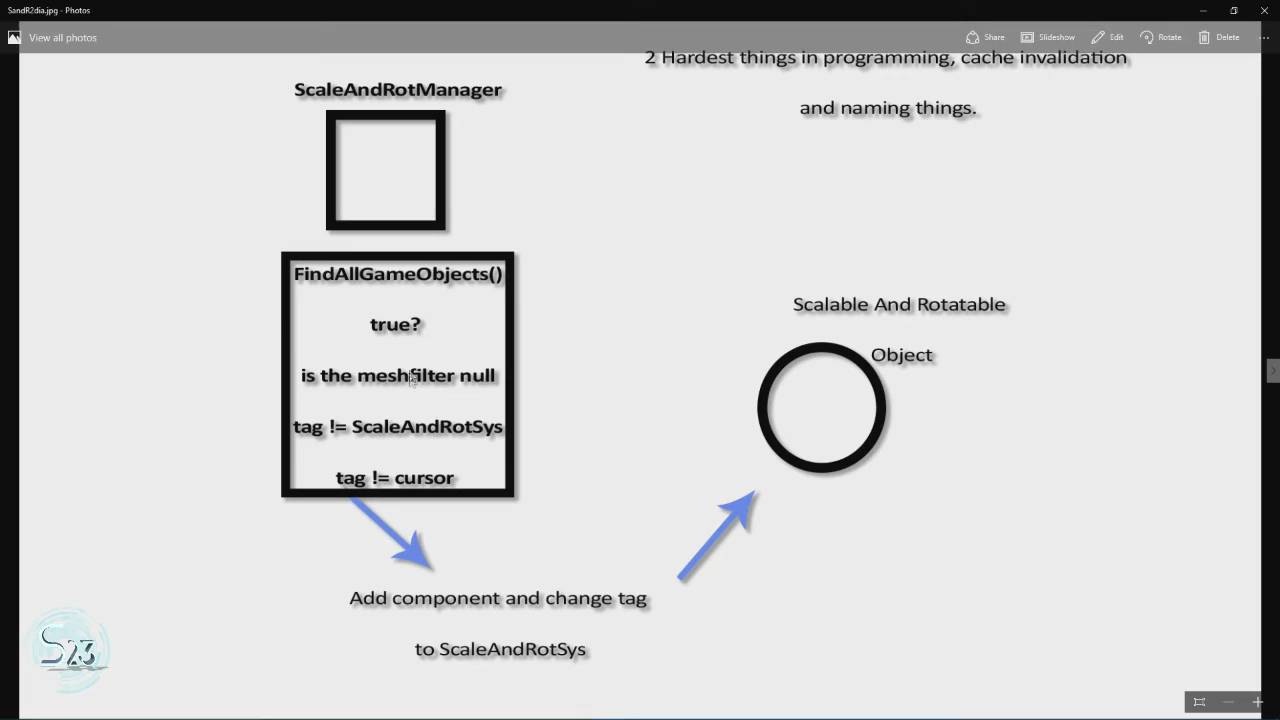 SandR2dia.jpg - Photos
View all photos
Share
Slideshow
Edit
Rotate
Delete
2 Hardest things in programming, cache invalidation
and naming things.
ScaleAndRotManager
FindAllGameObjects()
true?
is the meshfilter null
tag != ScaleAndRotSys
tag != cursor
Scalable And Rotatable
Object
Add component and change tag
to ScaleAndRotSys
S23